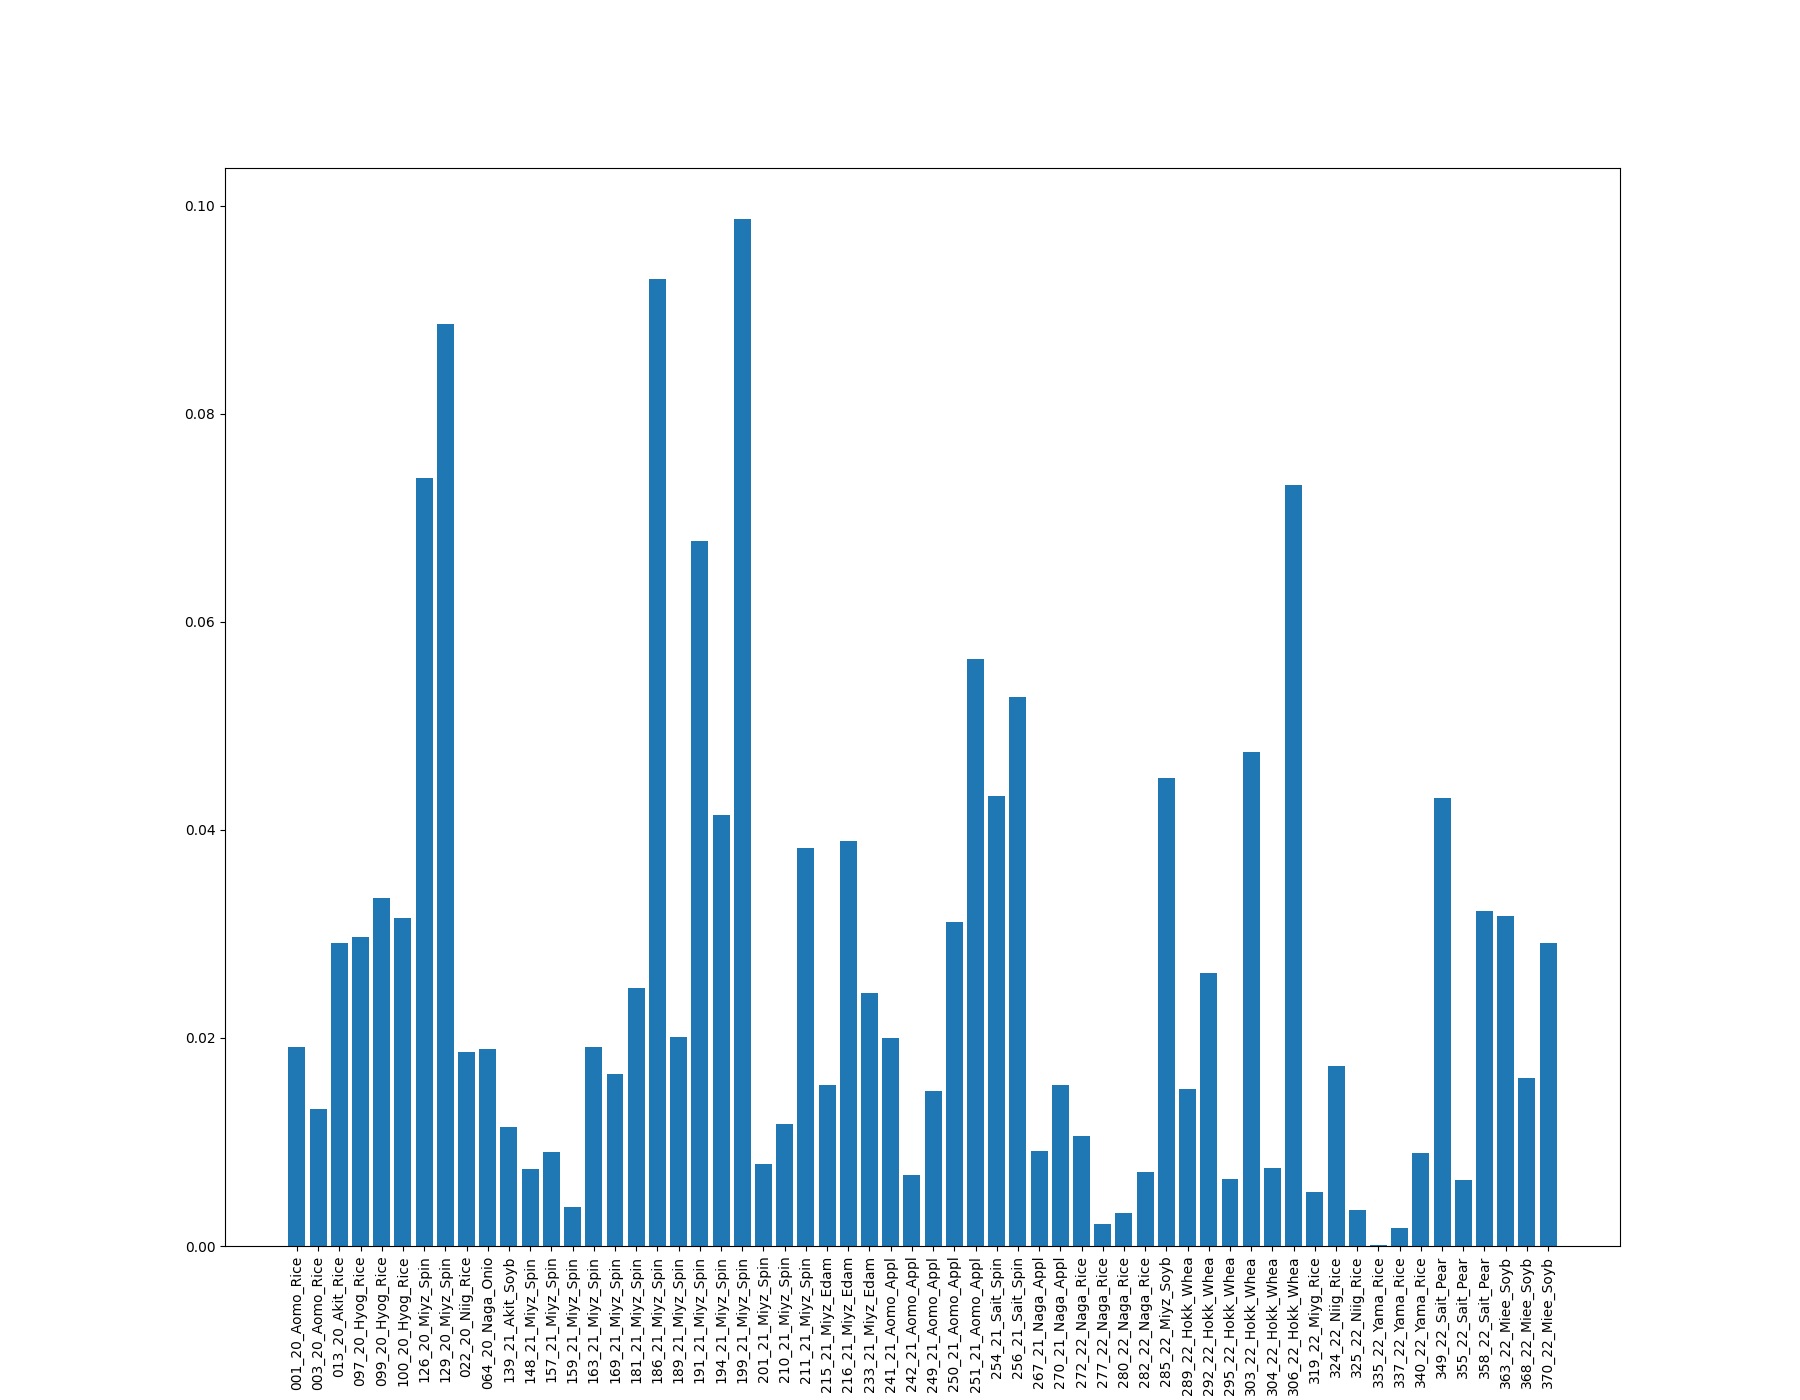 0.10
0.08
0.06
0.04
0.02
0.00
001_20_Aomo_Rice
003_20_Aomo_Rice
013_20_Akit_Rice
097_20_Hyog_Rice
099_20_Hyog_Rice
100_20_Hyog_Rice
126_20_Miyz_Spin
129_20_Miyz_Spin
022_20_Niig_Rice
064_20_Naga_Onio
139_21_Akit_Soyb
148_21_Miyz_Spin
157_21_Miyz_Spin
159_21_Miyz_Spin
163_21_Miyz_Spin
169_21_Miyz_Spin
181_21_Miyz_Spin
186_21_Miyz_Spin
189_21_Miyz_Spin
191_21_Miyz_Spin
194_21_Miyz_Spin
199_21_Miyz_Spin
201_21_Miyz_Spin
210_21_Miyz_Spin
211_21_Miyz_Spin
215_21_Miyz_Edam
216_21_Miyz_Edam
233_21_Miyz_Edam
241_21_Aomo_Appl
242_21_Aomo_Appl
249_21_Aomo_Appl
250_21_Aomo_Appl
251_21_Aomo_Appl
254_21_Sait_Spin
256_21_Sait_Spin
267_21_Naga_Appl
270_21_Naga_Appl
272_22_Naga_Rice
277_22_Naga_Rice
280_22_Naga_Rice
282_22_Naga_Rice
285_22_Miyz_Soyb
289_22_Hokk_Whea
292_22_Hokk_Whea
295_22_Hokk_Whea
303_22_Hokk_Whea
304_22_Hokk_Whea
306_22_Hokk_Whea
319_22_Miyg_Rice
324_22_Niig_Rice
325_22_Niig_Rice
335_22_Yama_Rice
337_22_Yama_Rice
340_22_Yama_Rice
349_22_Sait_Pear
355_22_Sait_Pear
358_22_Sait_Pear
363_22_Miee_Soyb
368_22_Miee_Soyb
370_22_Miee_Soyb